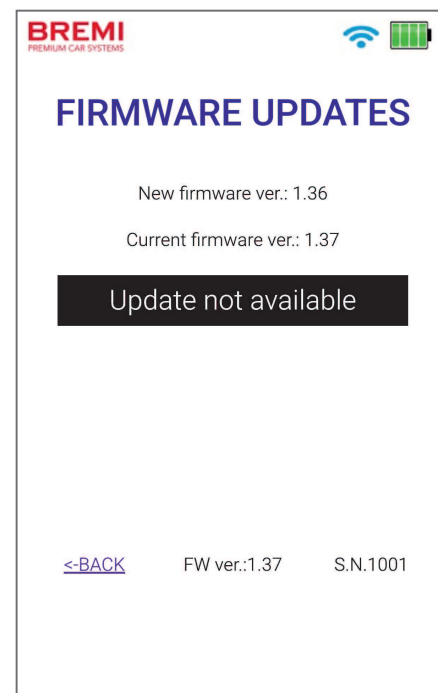 BREMI
PREMIUM CAR SYSTEMS
FIRMWARE UPDATES
New firmware ver.: 1.36
Current firmware ver.: 1.37
Update not available
<-BACK FW ver.:1.37 S.N.1001